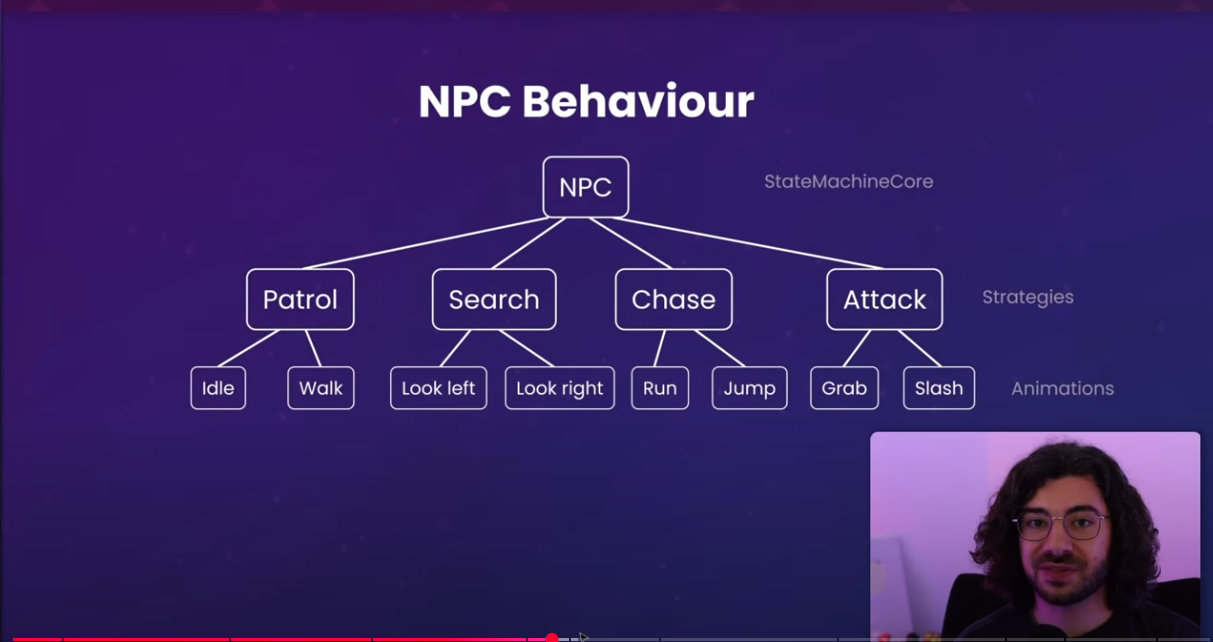 NPC Behaviour
NPC
StateMachineCore
Patrol
Search
Chase
Attack
Strategies
Idle
Walk
Look left
Look right
Run
Jump
Grab
Slash
Animations